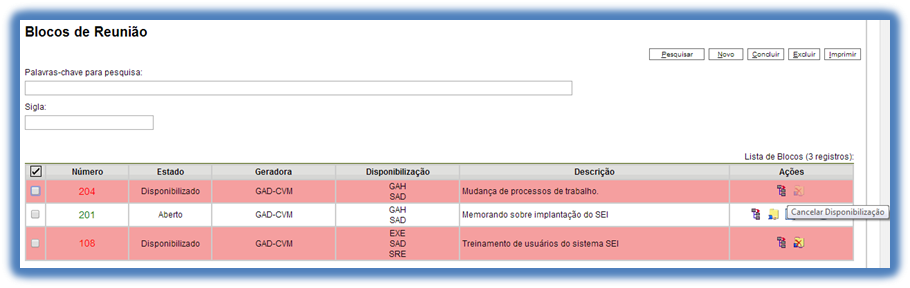 Blocos de Reunião
Pesquisar Novo Concluir Excluir Imprimir
Palavras-chave para pesquisa:
Sigla:
Lista de Blocos (3 registros):
Número Estado Geradora Disponibilização Descrição Ações
204 Disponibilizado GAD-CVM GAH SAD Mudança de processos de trabalho.
201 Aberto GAD-CVM GAH SAD Memorando sobre implantação do SEI
Cancelar Disponibilização
108 Disponibilizado GAD-CVM EXE SAD SRE Treinamento de usuários do sistema SEI